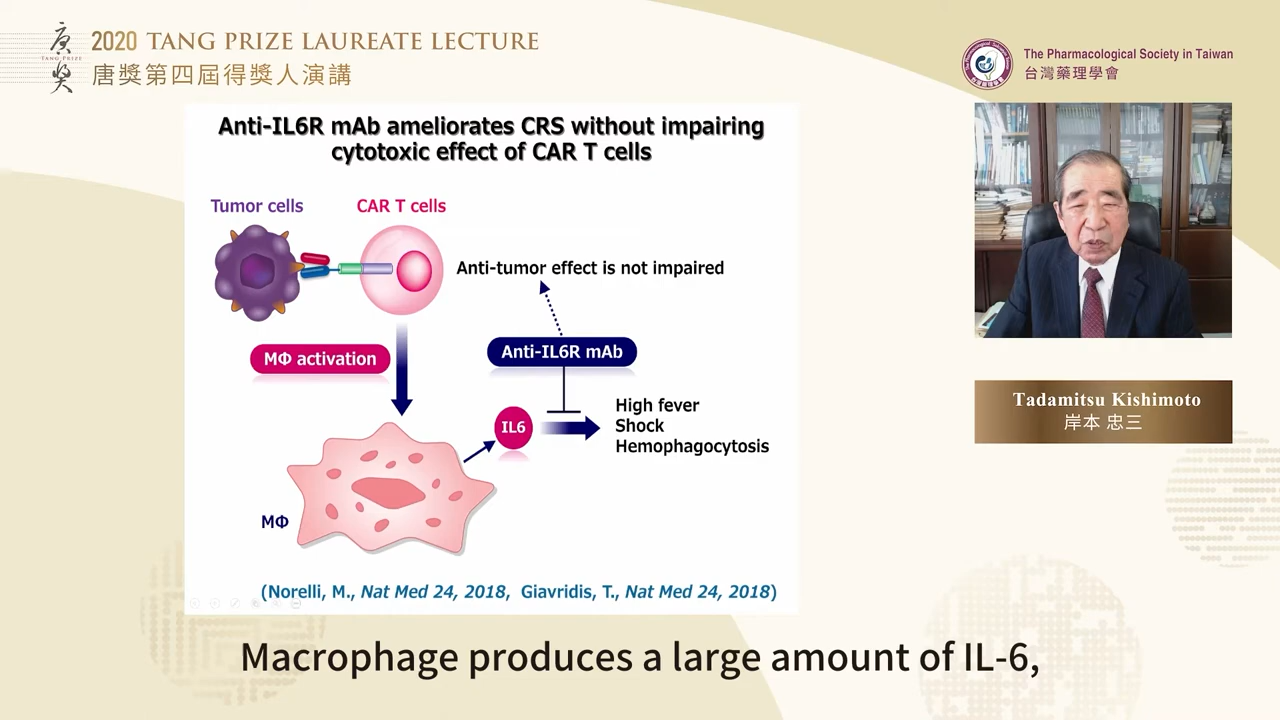 唐獎
TANG PRIZE
2020 TANG PRIZE LAUREATE LECTURE
唐獎第四屆得獎人演講
The Pharmacological Society in Taiwan
台灣藥理學會
Anti-IL6R mAb ameliorates CRS without impairing
cytotoxic effect of CAR T cells
Tumor cells
CAR T cells
Anti-tumor effect is not impaired
MΦ activation
Anti-IL6R mAb
IL6
High fever
Shock
Hemophagocytosis
MΦ
(Norelli, M., Nat Med 24, 2018, Giavridis, T., Nat Med 24, 2018)
Tadamitsu Kishimoto
岸本 忠三
Macrophage produces a large amount of IL-6,